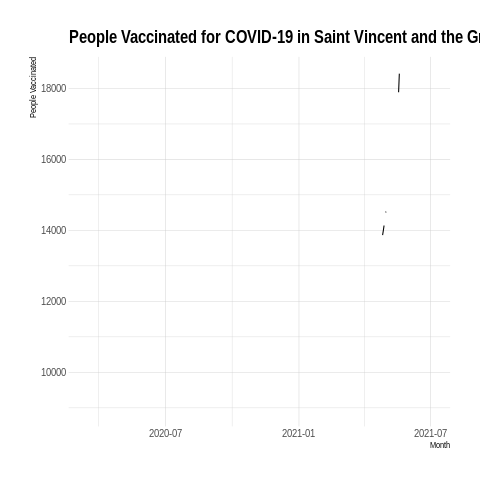 People Vaccinated for COVID-19 in Saint Vincent and the Gr
People Vaccinated
18000
16000
14000
12000
10000
2020-07
2021-01
2021-07
Month